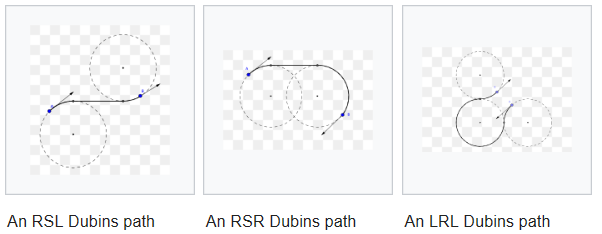 An RSL Dubins path
An RSR Dubins path
An LRL Dubins path